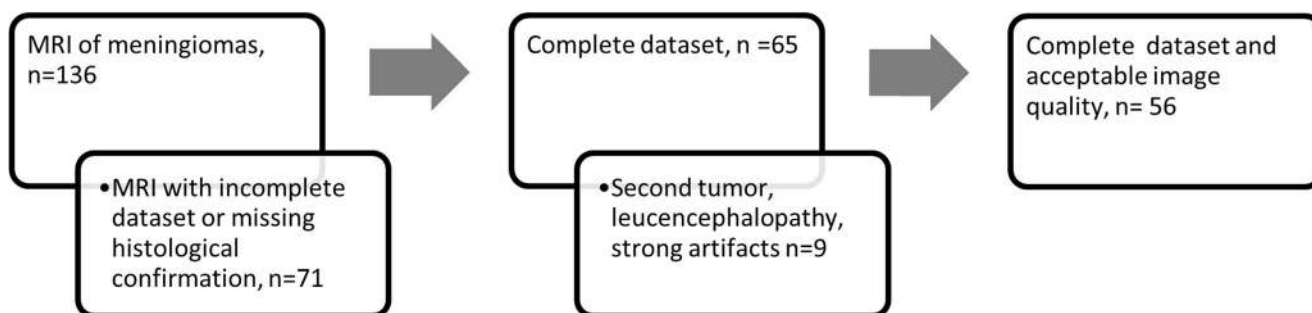 MRI of meningiomas,
n=136
•MRI with incomplete
dataset or missing
histological
confirmation, n=71
Complete dataset, n =65
•Second tumor,
leucencephalopathy,
strong artifacts n=9
Complete dataset and
acceptable image
quality, n= 56